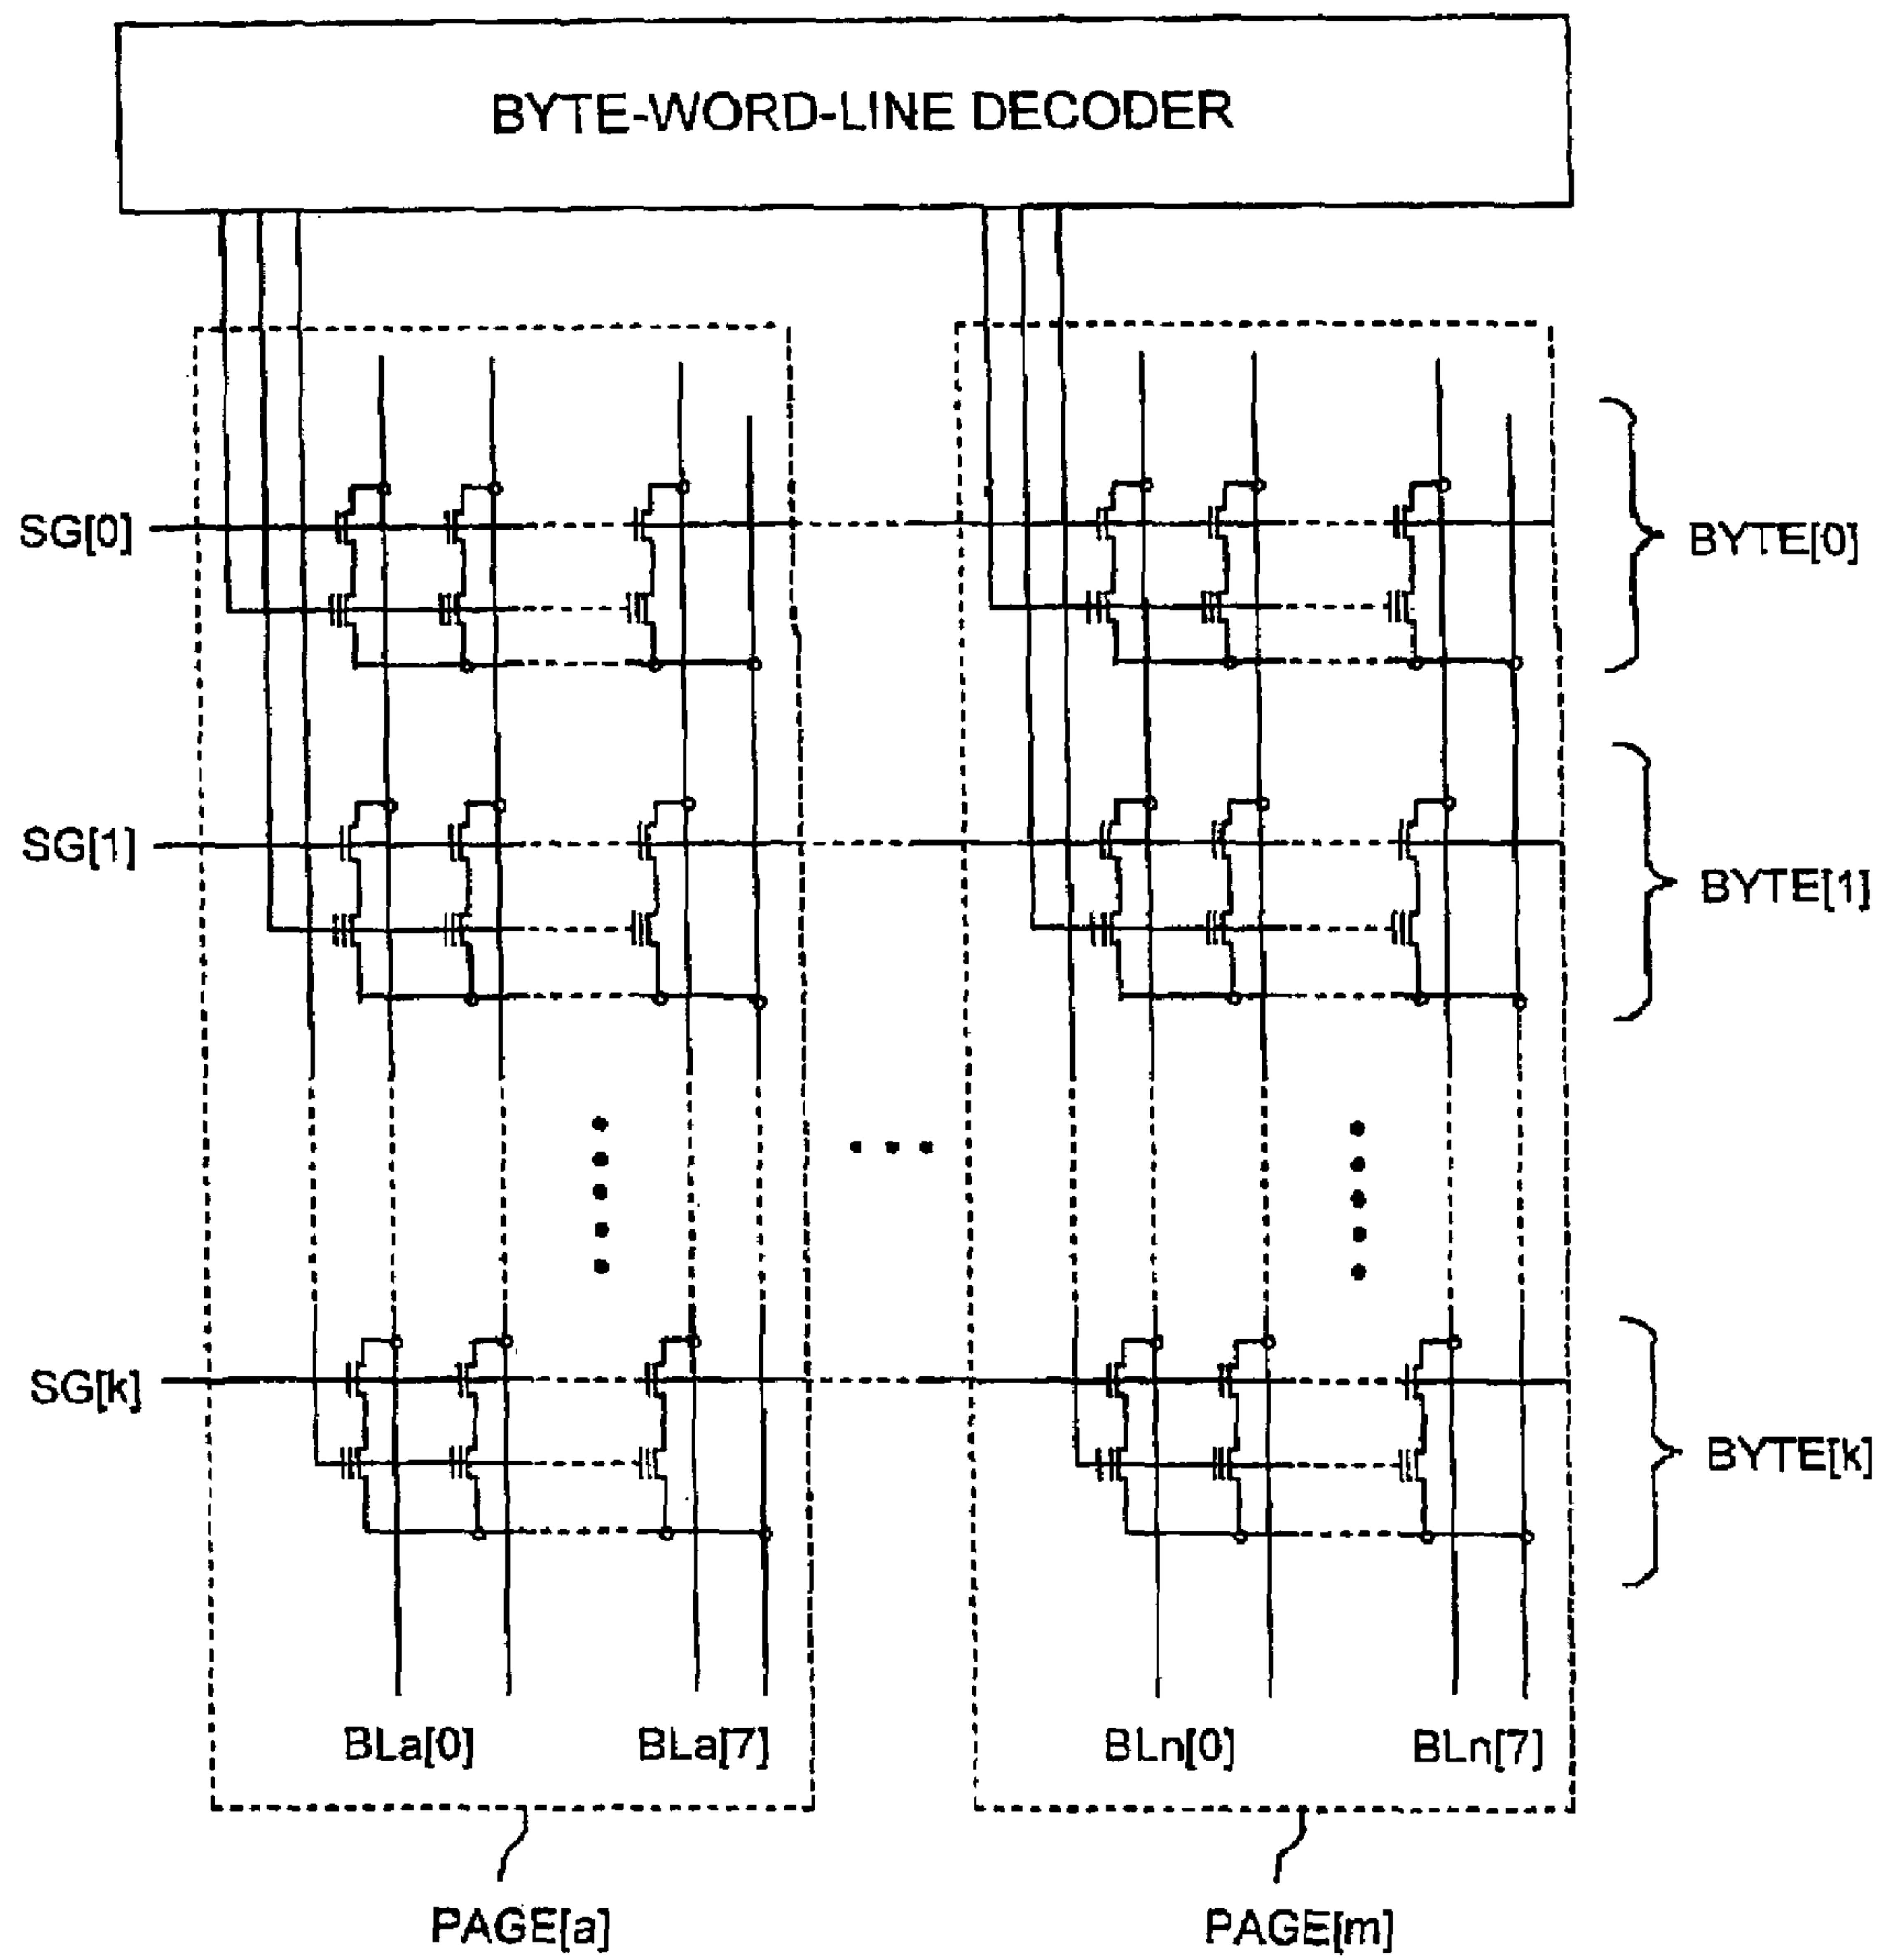 BYTE-WORD-LINE DECODER
SG[0]
BYTE[0]
SG[1]
BYTE[1]
SG[k]
BYTE[k]
BLa[0] BLa[7] BLn[0] BLn[7]
PAGE[a] PAGE[m]